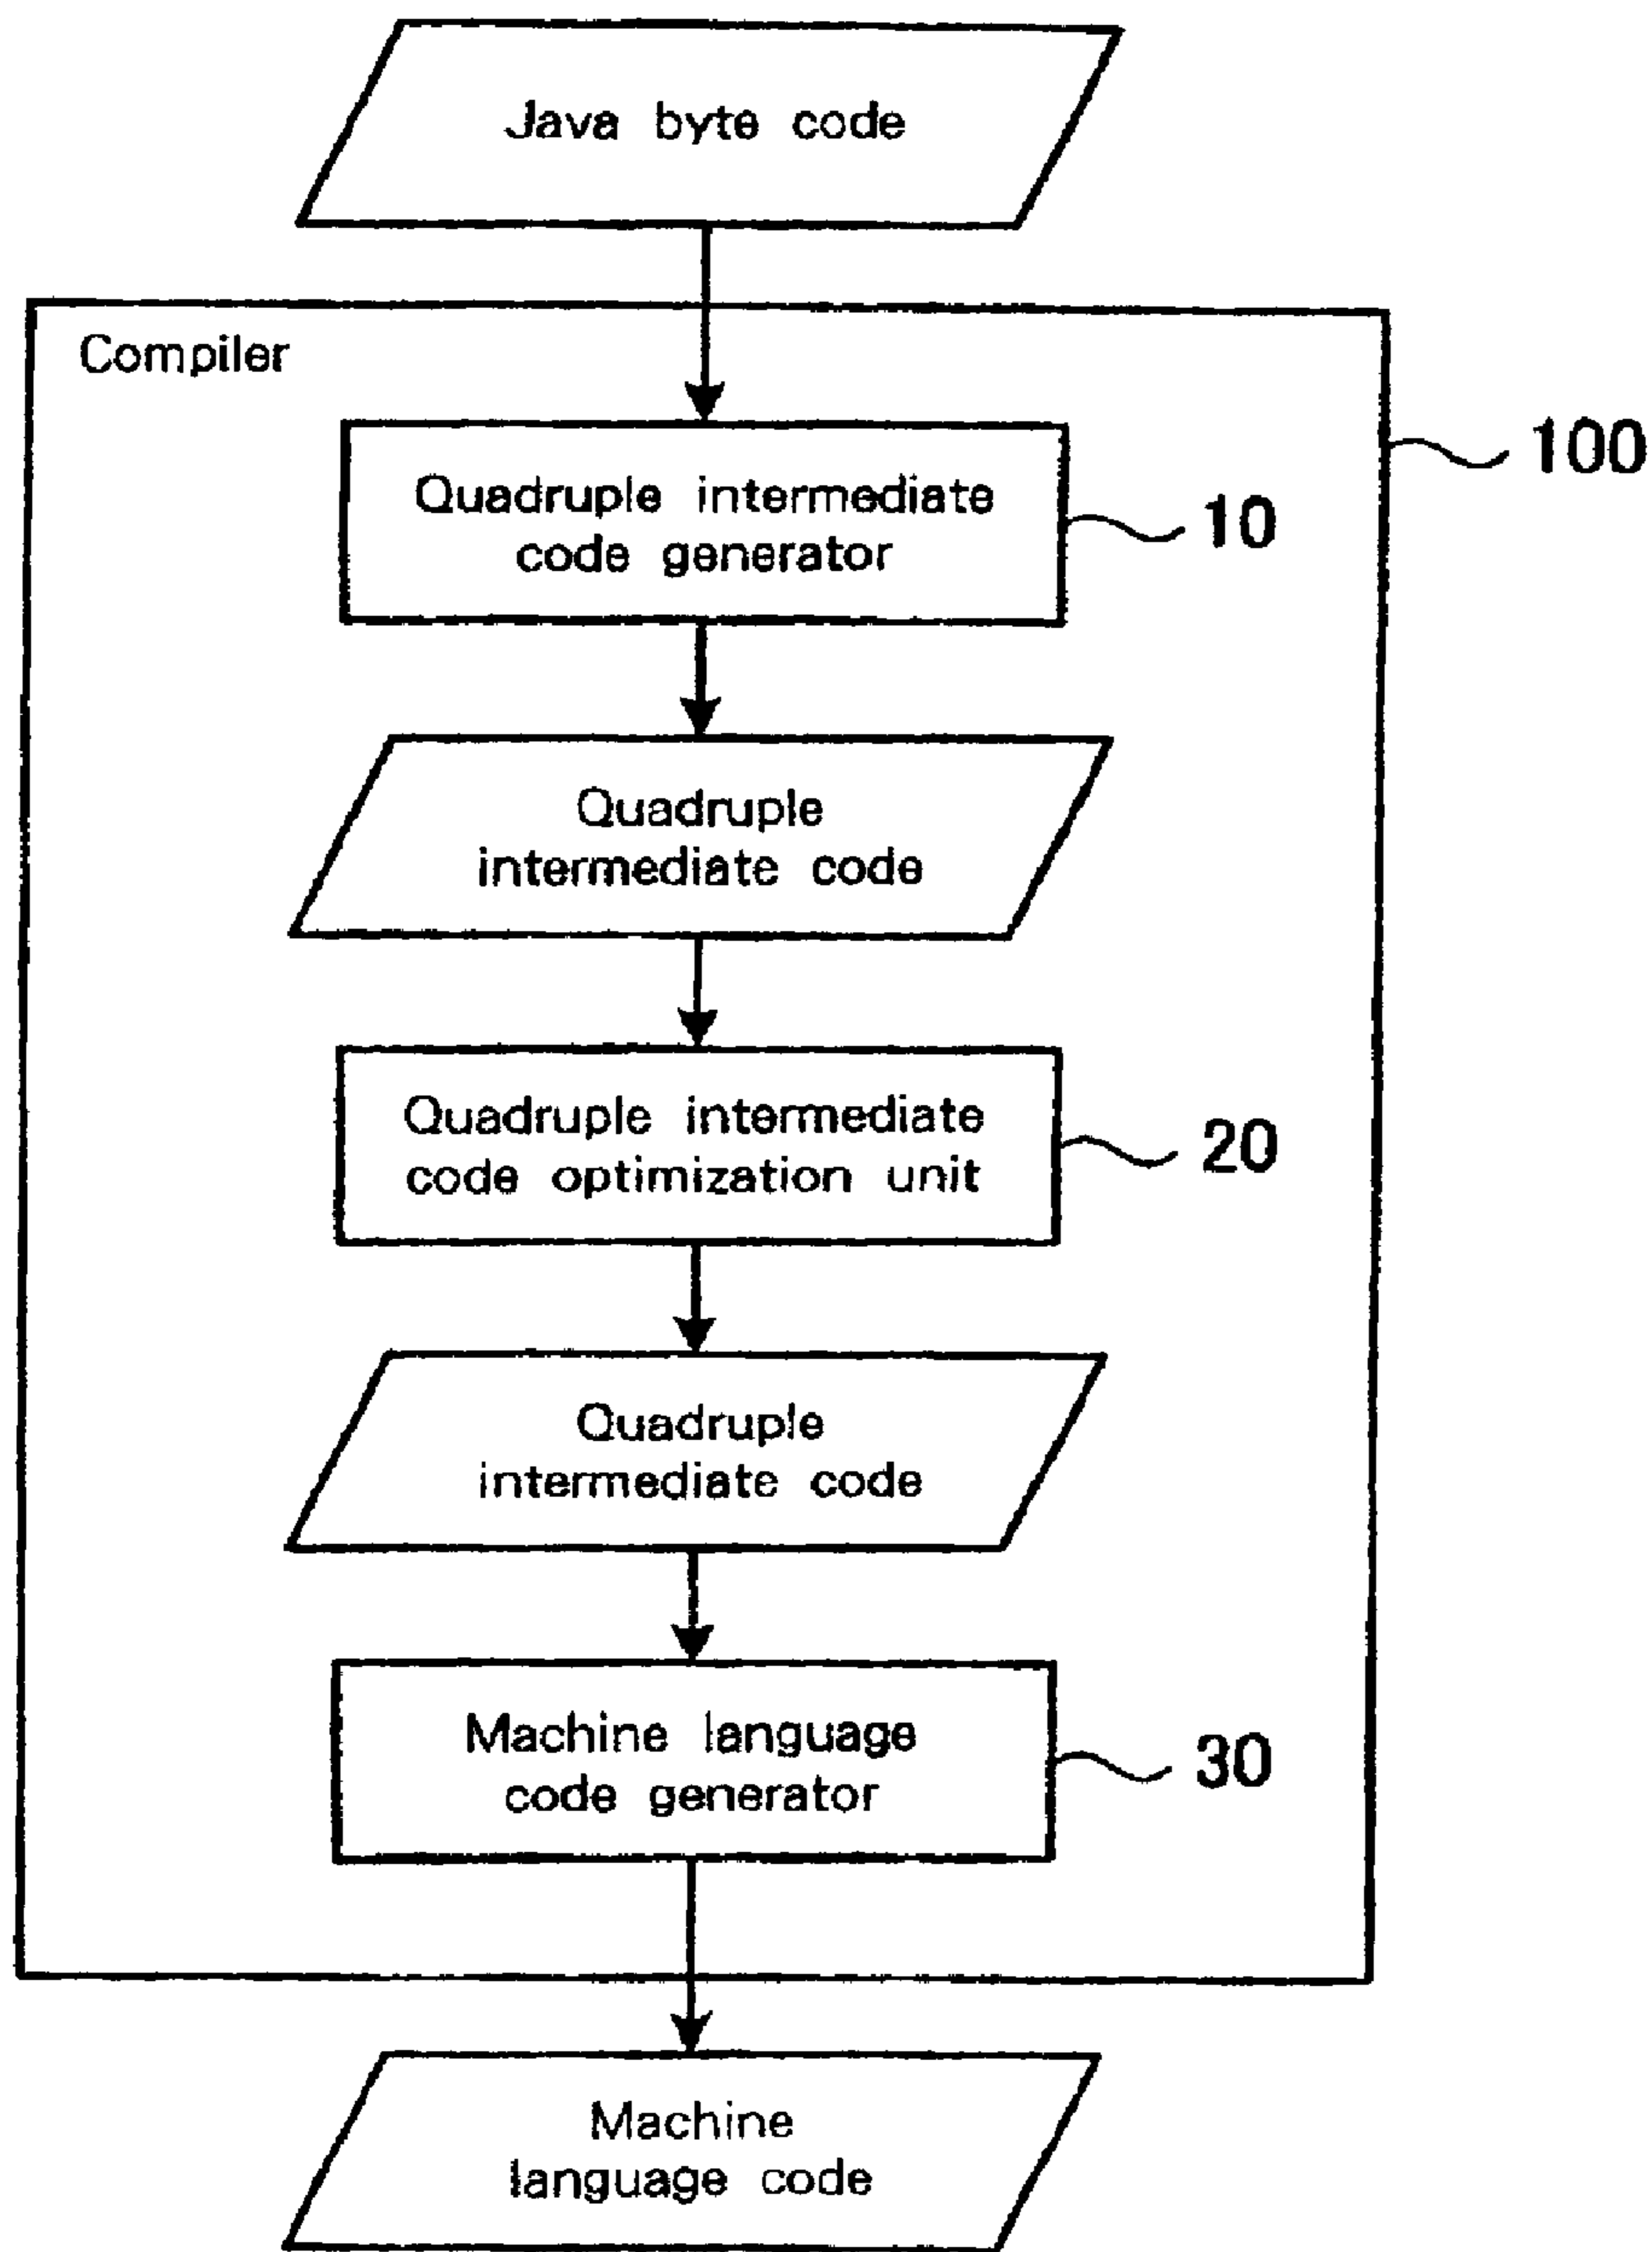 Java byte code
Compiler
100
Quadruple intermediate
code generator
10
Quadruple
intermediate code
Quadruple intermediate
code optimization unit
20
Quadruple
intermediate code
Machine language
code generator
30
Machine
language code